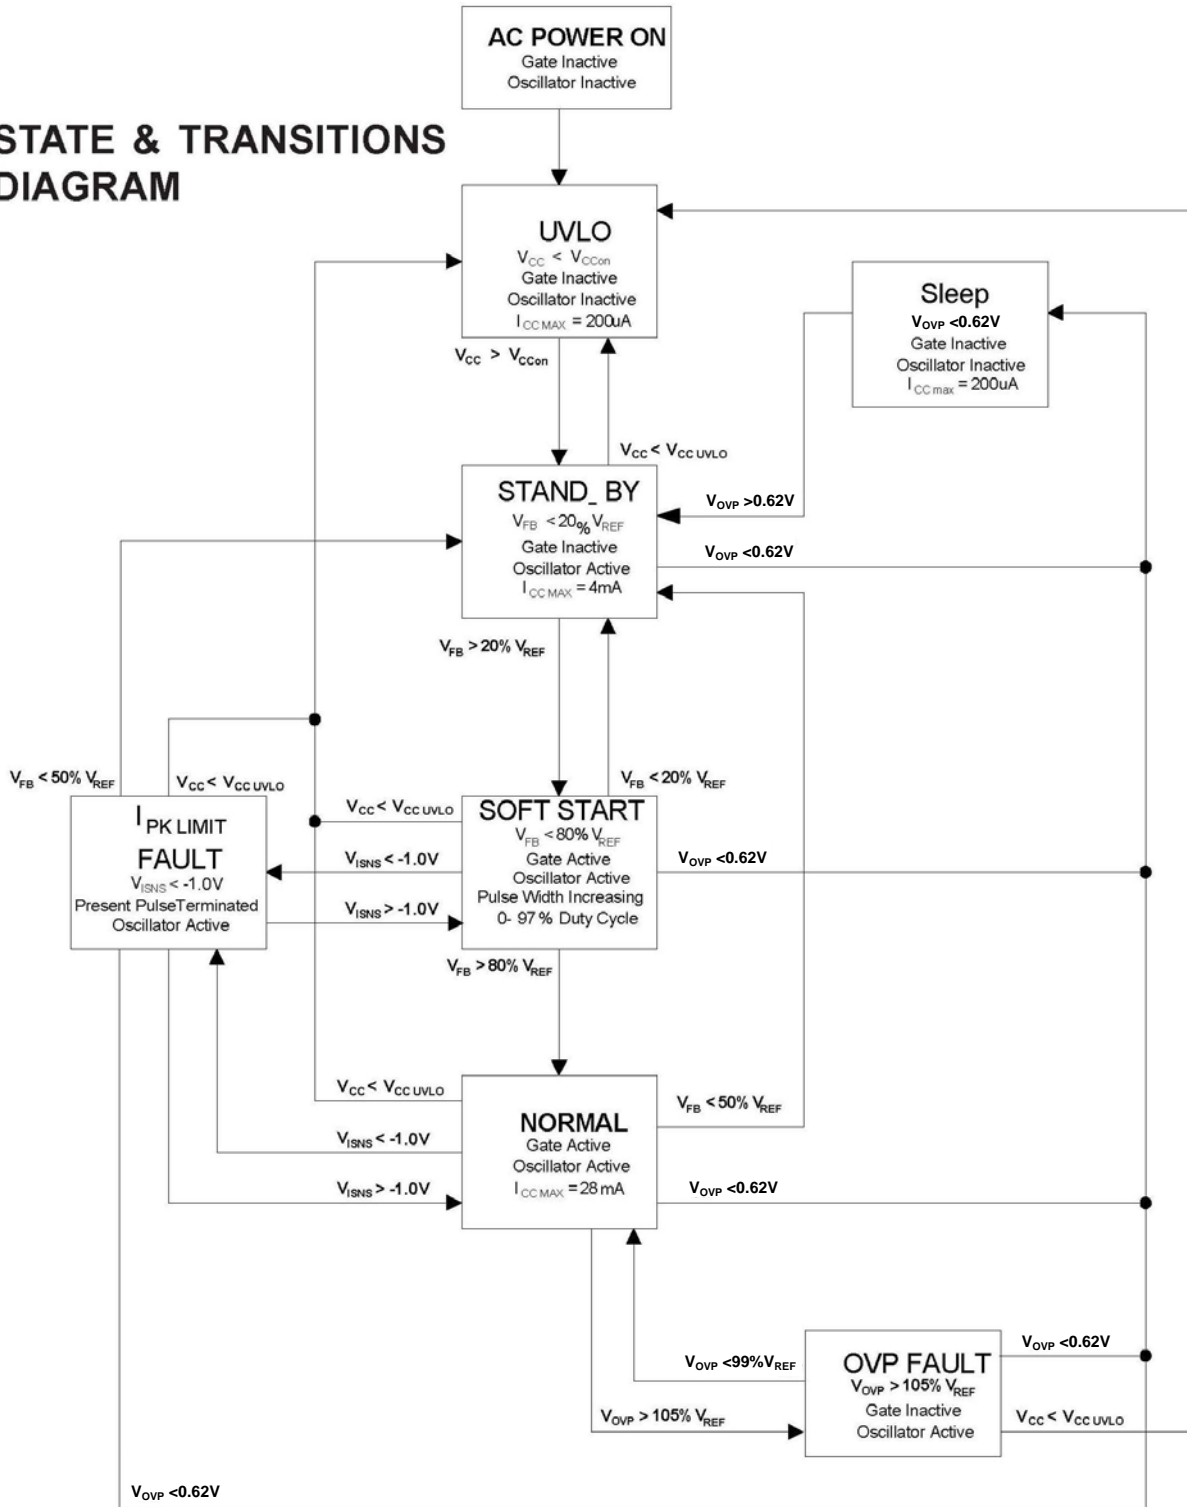 AC POWER ON
Gate Inactive
Oscillator Inactive
STATE & TRANSITIONS
DIAGRAM
UVLO
VCC < VCCon
Gate Inactive
Oscillator Inactive
ICC MAX = 200uA
VCC > VCCon
Sleep
VOVP <0.62V
Gate Inactive
Oscillator Inactive
ICC max = 200uA
VCC < VCC UVLO
STAND_ BY
VFB <20% VREF
Gate Inactive
Oscillator Active
ICC MAX = 4mA
VOVP >0.62V
VOVP <0.62V
VFB > 20% VREF
VFB < 50% VREF
VCC < VCC UVLO
VFB < 20% VREF
IPK LIMIT
FAULT
VISNS < -1.0V
Present PulseTerminated
Oscillator Active
VCC < VCC UVLO
VISNS < -1.0V
VISNS > -1.0V
SOFT START
VFB < 80% VREF
Gate Active
Oscillator Active
Pulse Width Increasing
0- 97 % Duty Cycle
VOVP <0.62V
VFB > 80% VREF
VCC < VCC UVLO
VISNS < -1.0V
VISNS > -1.0V
NORMAL
Gate Active
Oscillator Active
ICC MAX = 28 mA
VFB < 50% VREF
VOVP <0.62V
VOVP <99%VREF
VOVP > 105% VREF
OVP FAULT
VOVP > 105% VREF
Gate Inactive
Oscillator Active
VOVP <0.62V
VCC < VCC UVLO
VOVP <0.62V